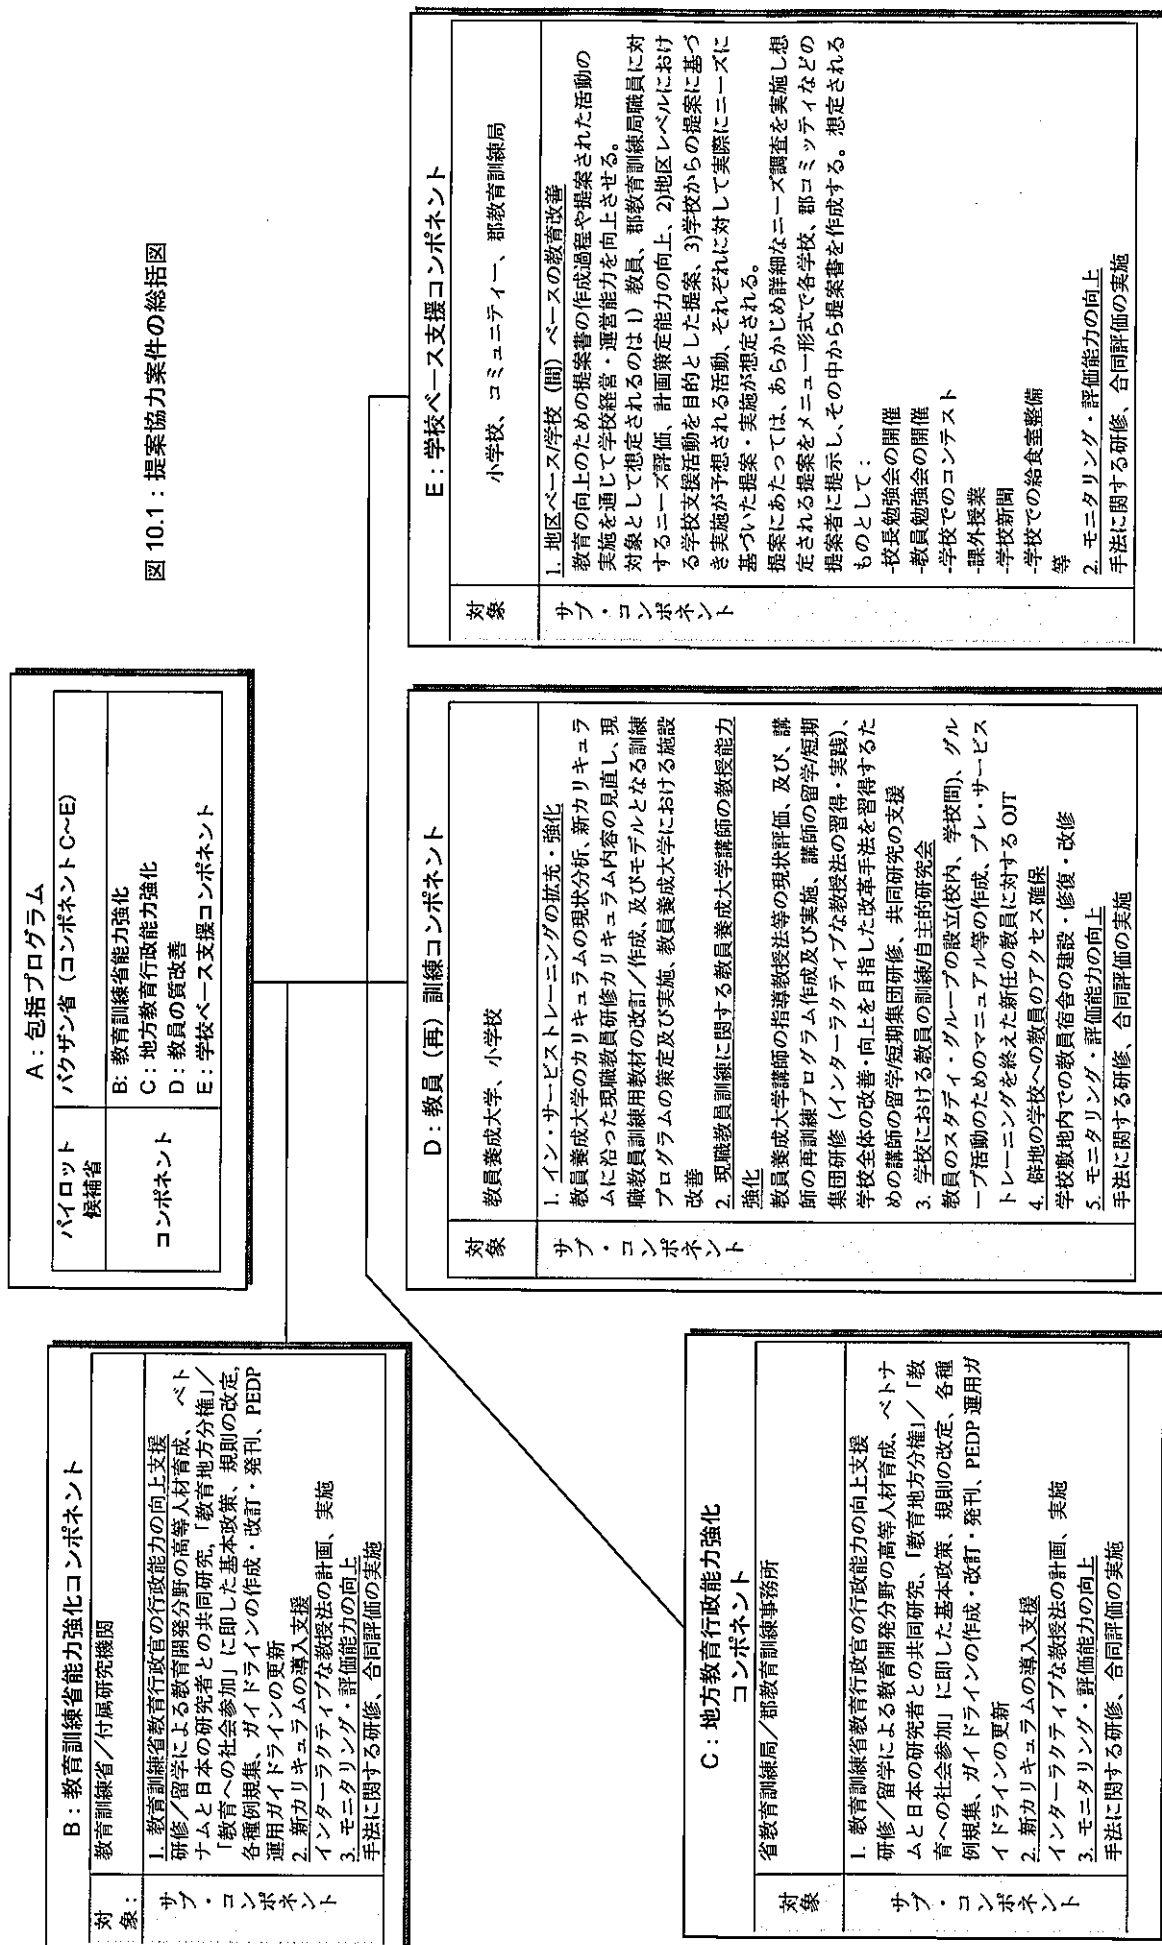 図 10.1：提案協力案件の総括図
A：包括プログラム
パイロット
候補省
バクザン省（コンポネント C~E）
コンポネント
B: 教育訓練省能力強化
C：地方教育行政能力強化
D：教員の質改善
E：学校ベース支援コンポネント
B：教育訓練省能力強化コンポネント
対
象：
教育訓練省／付属研究機関
サブ・コンポネント
1. 教育訓練省教育行政官の行政能力の向上支援
研修／留学による教育開発分野の高等人材育成、ベト
ナムと日本の研究者との共同研究,「教育地方分権」／
「教育への社会参加」に印した基本政策、規則の改定,
各種例規集、ガイドラインの作成・改訂・発刊、PEDP
運用ガイドラインの更新
2. 新カリキュラムの導入支援
インターラクティブな教授法の計画、実施
3. モニタリング・評価能力の向上
手法に関する研修、合同評価の実施
C：地方教育行政能力強化
コンポネント
対
象
省教育訓練局／郡教育訓練事務所
サブ・コンポネント
1. 教育訓練省教育行政官の行政能力の向上支援
研修／留学による教育開発分野の高等人材育成、ベトナ
ムと日本の研究者との共同研究、「教育地方分権」／「教
育への社会参加」に印した基本政策、規則の改定、各種
例規集、ガイドラインの作成・改訂・発刊、PEDP 運用ガ
イドラインの更新
2. 新カリキュラムの導入支援
インターラクティブな教授法の計画、実施
3. モニタリング・評価能力の向上
手法に関する研修、合同評価の実施
D：教員（再）訓練コンポネント
対
象
教員養成大学、小学校
サブ・コンポネント
1. イン・サービストレーニングの拡充・強化
教員養成大学のカリキュラムの現状分析、新カリキュラ
ムに沿った現職教員研修カリキュラム内容の見直し、現
職教員訓練用教材の改訂／作成、及びモデルとなる訓練
プログラムの策定及び実施、教員養成大学における施設
改善
2. 現職教員訓練に関する教員養成大学講師の教授能力
強化
教員養成大学講師の指導教授法等の現状評価、及び、講
師の再訓練プログラム作成及び実施、講師の留学/短期
集団研修（インターラクティブな教授法の習得・実践）、
学校全体の改善・向上を目指した改革手法を習得するた
めの講師の留学/短期集団研修、共同研究の支援
3. 学校における教員の訓練/自主的研究会
教員のスタディ・グループの設立(校内、学校間)、グル
ープ活動のためのマニュアル等の作成、プレ・サービス
トレーニングを終えた新任の教員に対する OJT
4. 僻地の学校への教員のアクセス確保
学校敷地内での教員宿舎の建設・修復・改修
5. モニタリング・評価能力の向上
手法に関する研修、合同評価の実施
E：学校ベース支援コンポネント
対
象
小学校、コミュニティー、郡教育訓練局
サブ・コンポネント
1. 地区ベース/学校（間）ベースの教育改善
教育の向上のための提案書の作成過程や提案された活動の
実施を通じて学校経営・運営能力を向上させる。
対象として想定されるのは 1）教員、郡教育訓練局職員に対
するニーズ評価、計画策定能力の向上、2)地区レベルにおけ
る学校支援活動を目的とした提案、3)学校からの提案に基づ
き実施が予想される活動、それぞれに対して実際にニーズに
基づいた提案・実施が想定される。
提案にあたっては、あらかじめ詳細なニーズ調査を実施し想
定される提案をメニュー形式で各学校、郡コミッティなどの
提案者に提示し、その中から提案書を作成する。想定される
ものとして：
-校長勉強会の開催
-教員勉強会の開催
-学校でのコンテスト
-課外授業
-学校新聞
-学校での給食室整備
等
2. モニタリング・評価能力の向上
手法に関する研修、合同評価の実施